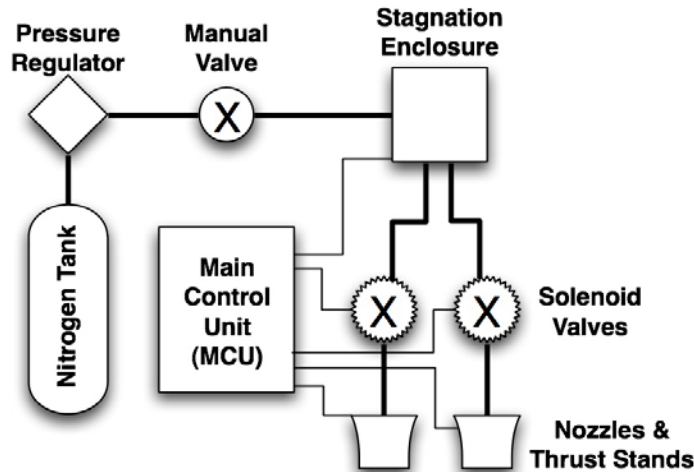 Pressure
Regulator
Manual
Valve
Stagnation
Enclosure
X
Nitrogen Tank
Main
Control
Unit
(MCU)
X
X
Solenoid
Valves
Nozzles &
Thrust Stands